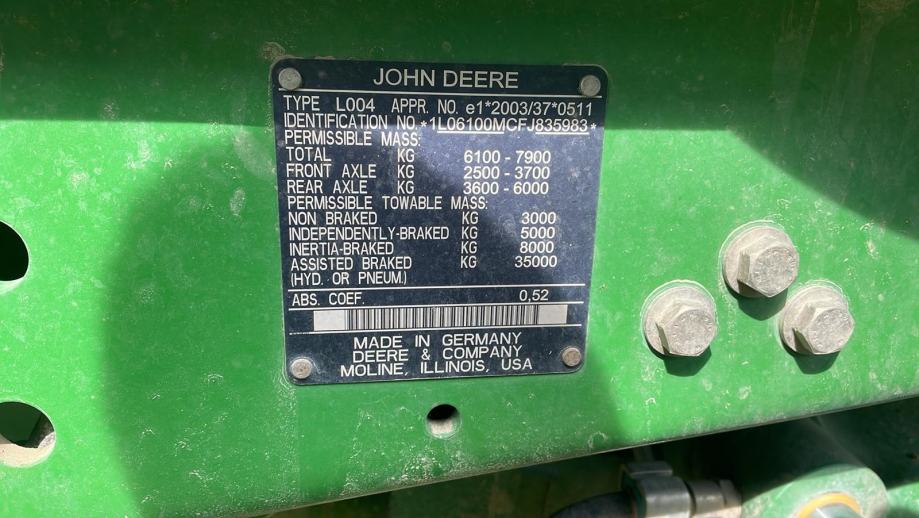 JOHN DEERE
TYPE L004 APPR. NO. e1*2003/37*0511
IDENTIFICATION NO.*1L06100MCFJ835983*
PERMISSIBLE MASS:
TOTAL KG 6100 - 7900
FRONT AXLE KG 2500 - 3700
REAR AXLE KG 3600 - 6000
PERMISSIBLE TOWABLE MASS:
NON BRAKED KG 3000
INDEPENDENTLY-BRAKED KG 5000
INERTIA-BRAKED KG 8000
ASSISTED BRAKED KG 35000
(HYD. OR PNEUM.)
ABS. COEF. 0,52
MADE IN GERMANY
DEERE & COMPANY
MOLINE, ILLINOIS, USA